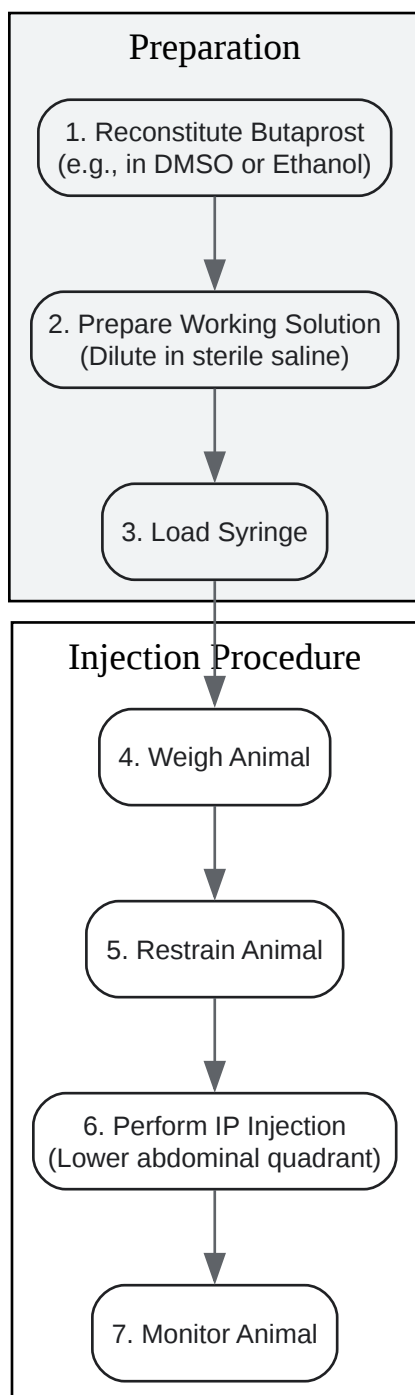 Preparation
1. Reconstitute Butaprost
(e.g., in DMSO or Ethanol)
2. Prepare Working Solution
(Dilute in sterile saline)
3. Load Syringe
Injection Procedure
4. Weigh Animal
5. Restrain Animal
6. Perform IP Injection
(Lower abdominal quadrant)
7. Monitor Animal